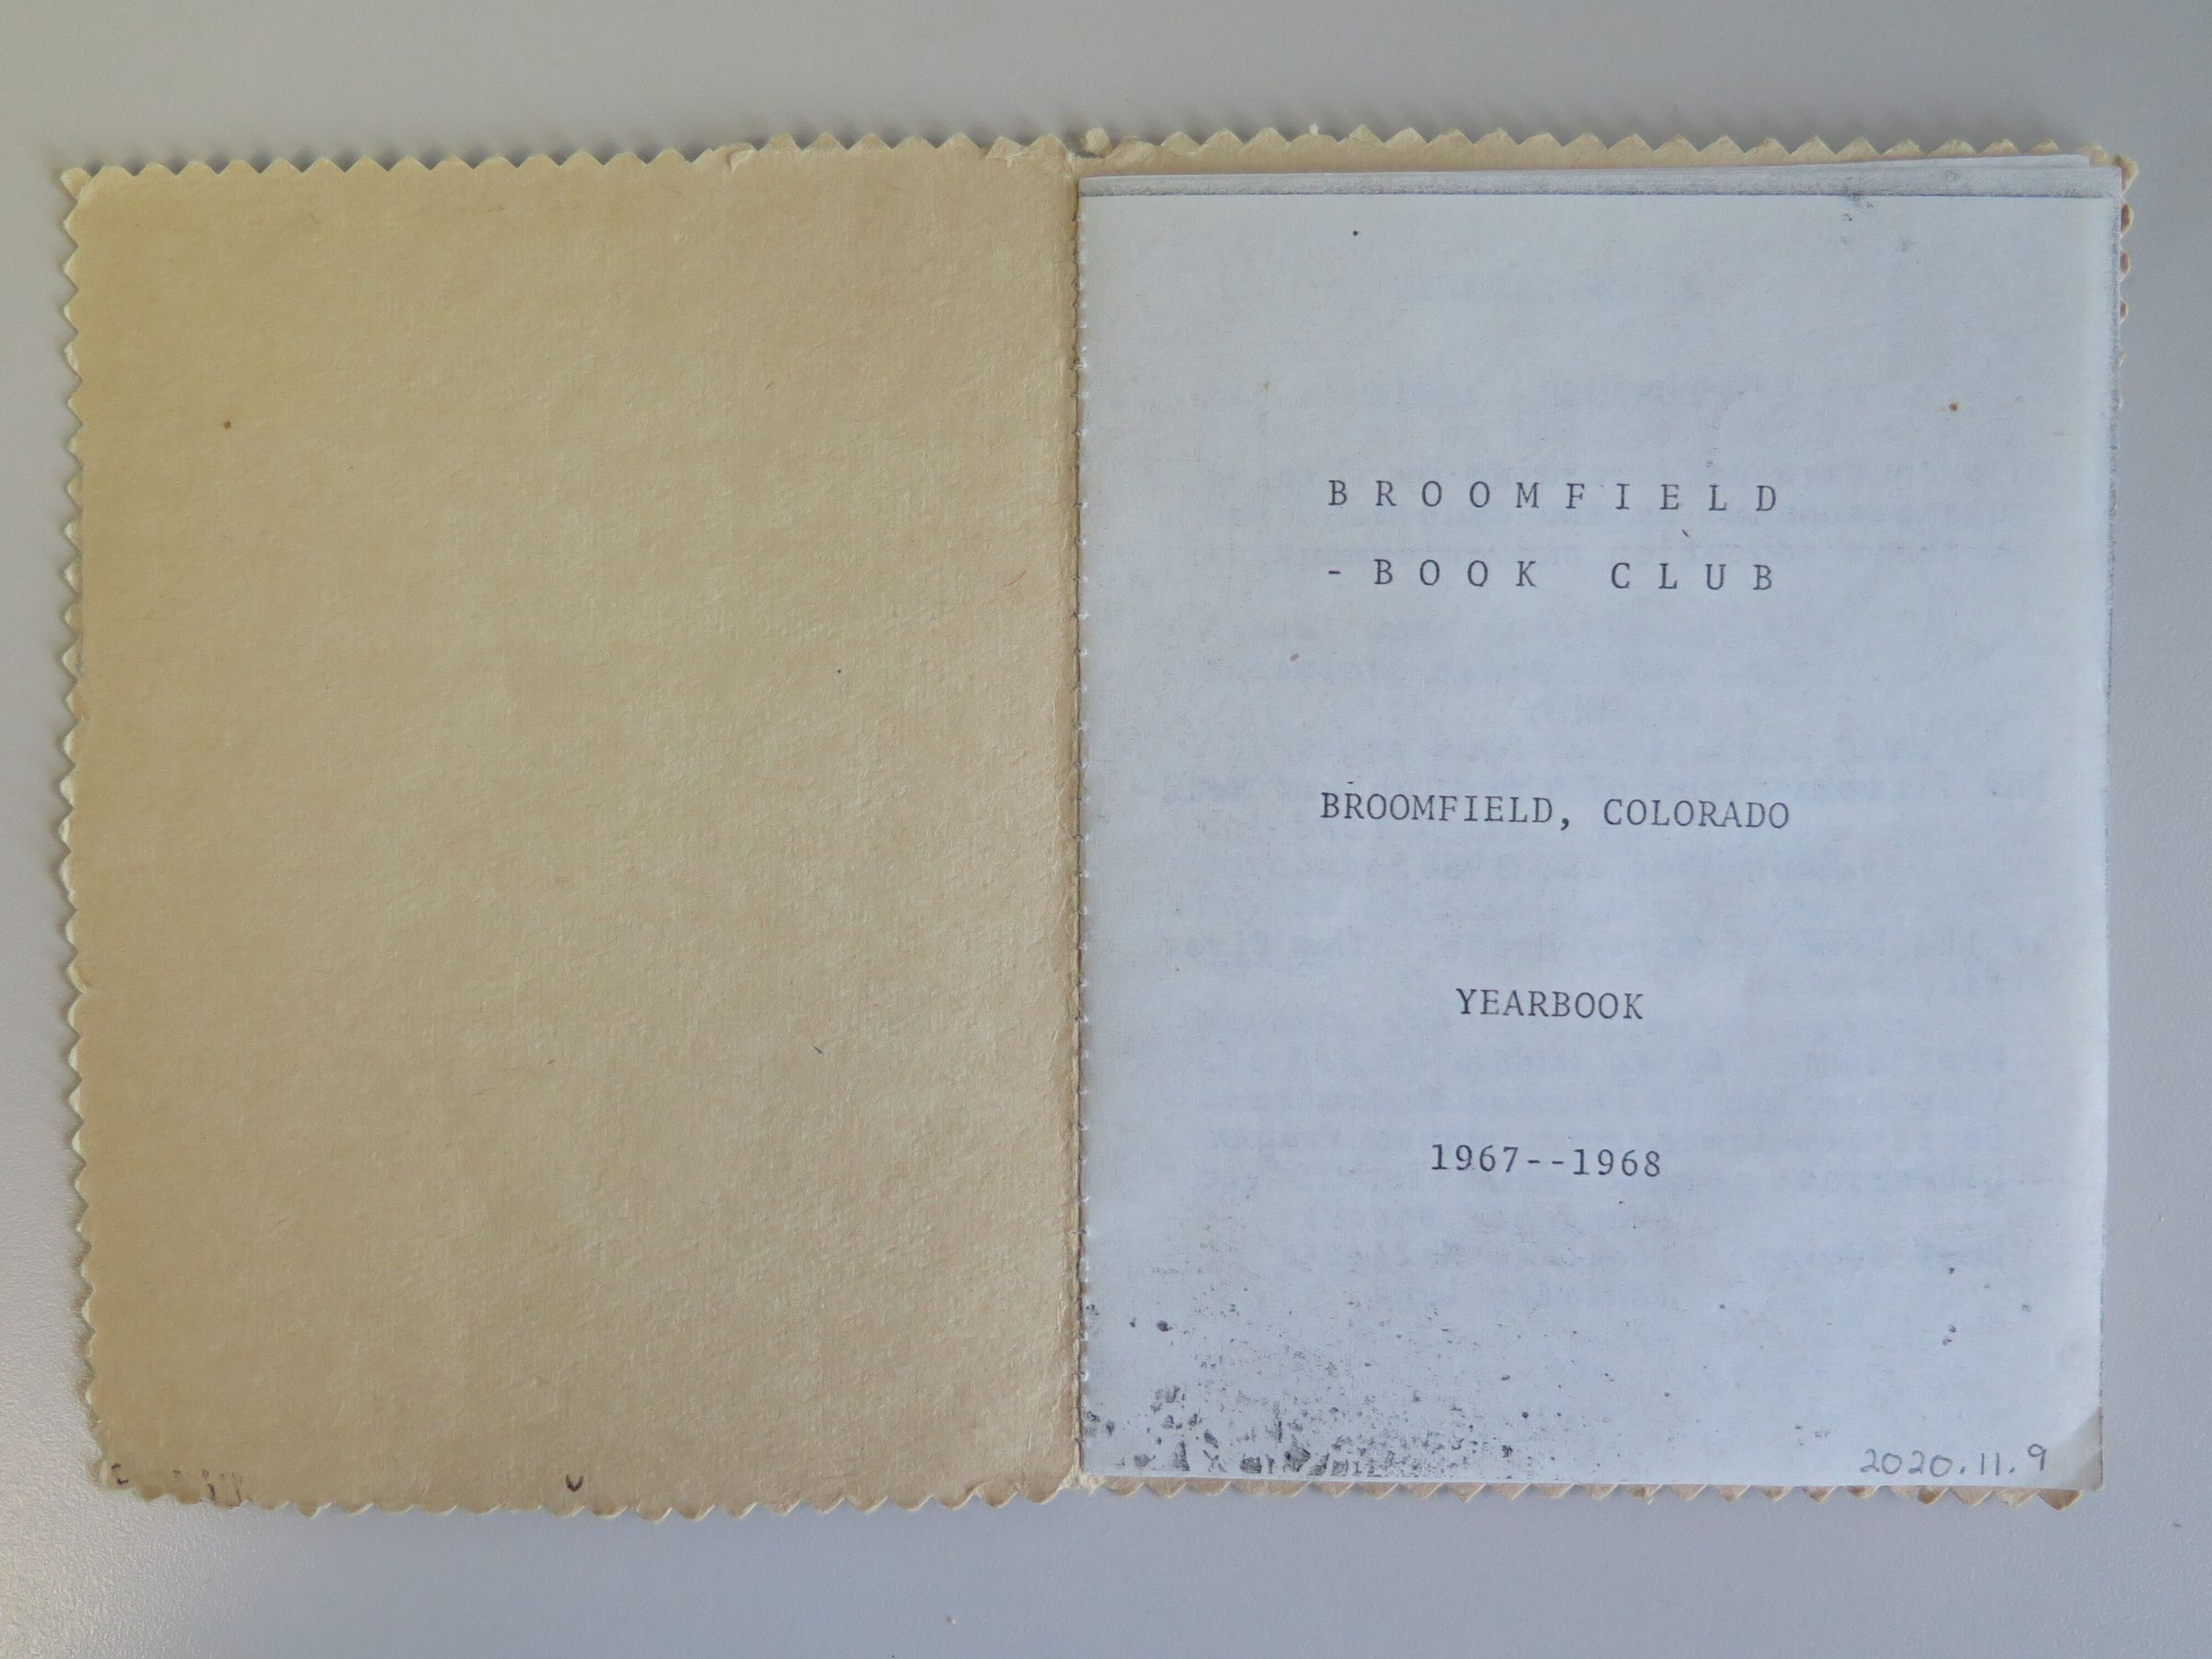 B R O O M F I E L D
- B O O K  C L U B
BROOMFIELD, COLORADO
YEARBOOK
1967--1968
2020.11.9